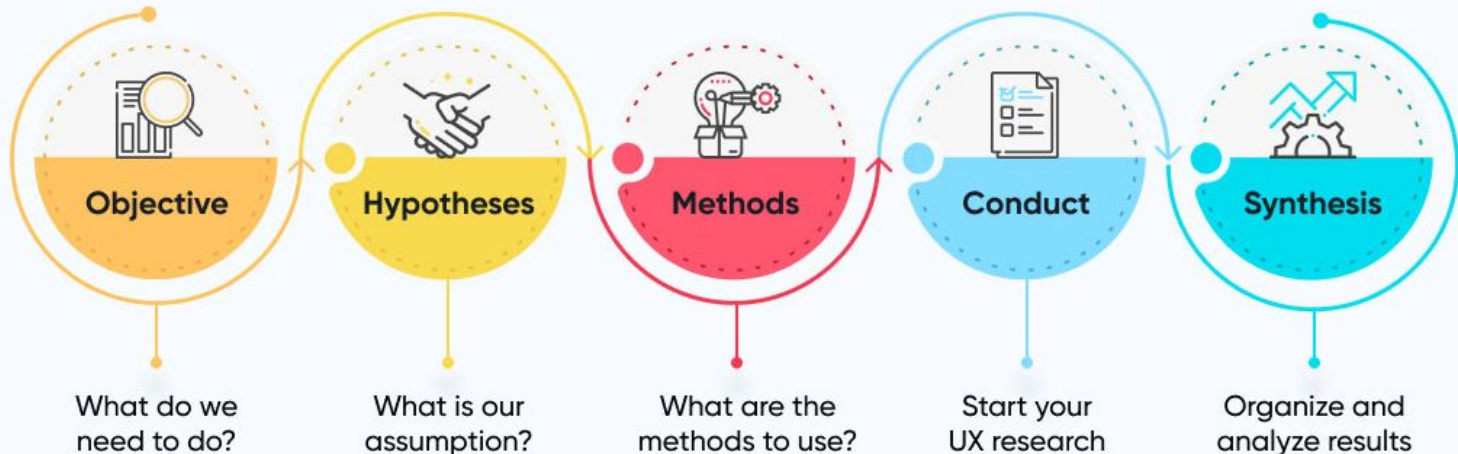 Objective
Hypotheses
Methods
Conduct
Synthesis
What do we
need to do?
What is our
assumption?
What are the
methods to use?
Start your
UX research
Organize and
analyze results